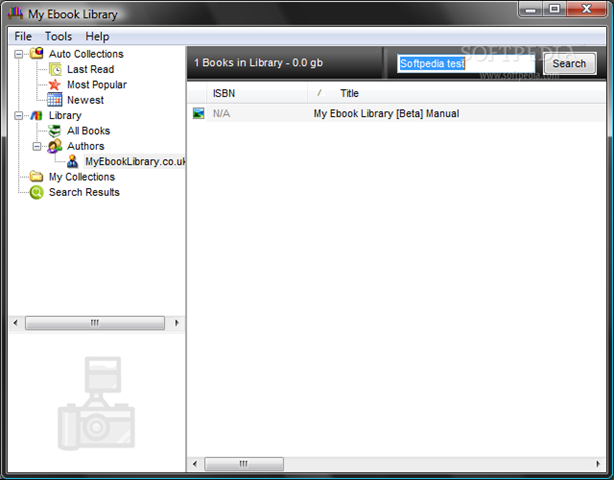 My Ebook Library
File Tools Help
Auto Collections
Last Read
Most Popular
Newest
Library
All Books
Authors
MyEbookLibrary.co.uk
My Collections
Search Results
1 Books in Library - 0.0 gb
Softpedia test
Search
SOFTPEDIA
www.softpedia.com
ISBN Title
N/A My Ebook Library [Beta] Manual